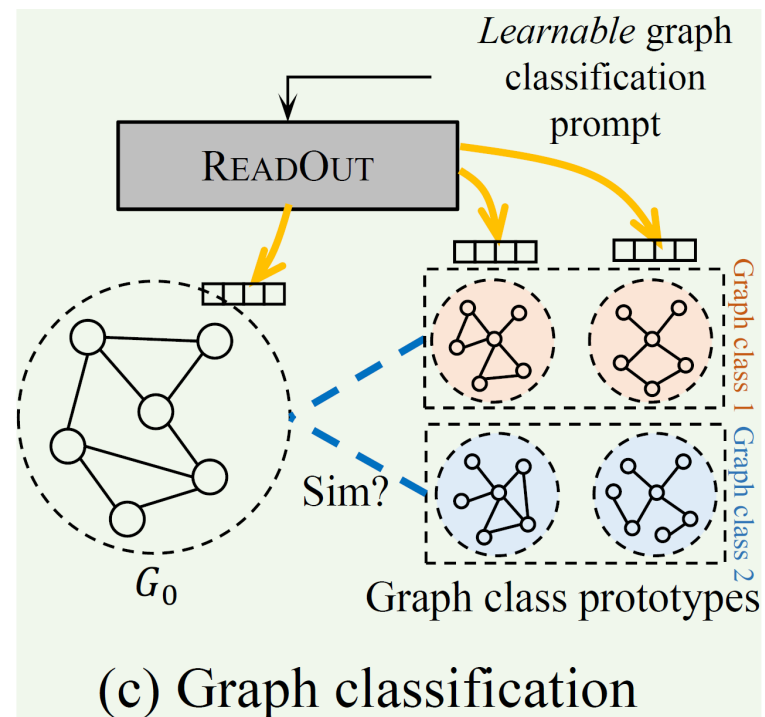 Learnable graph
classification
prompt
READOUT
Graph class 1
Graph class 2
Sim?
G₀
Graph class prototypes
(c) Graph classification